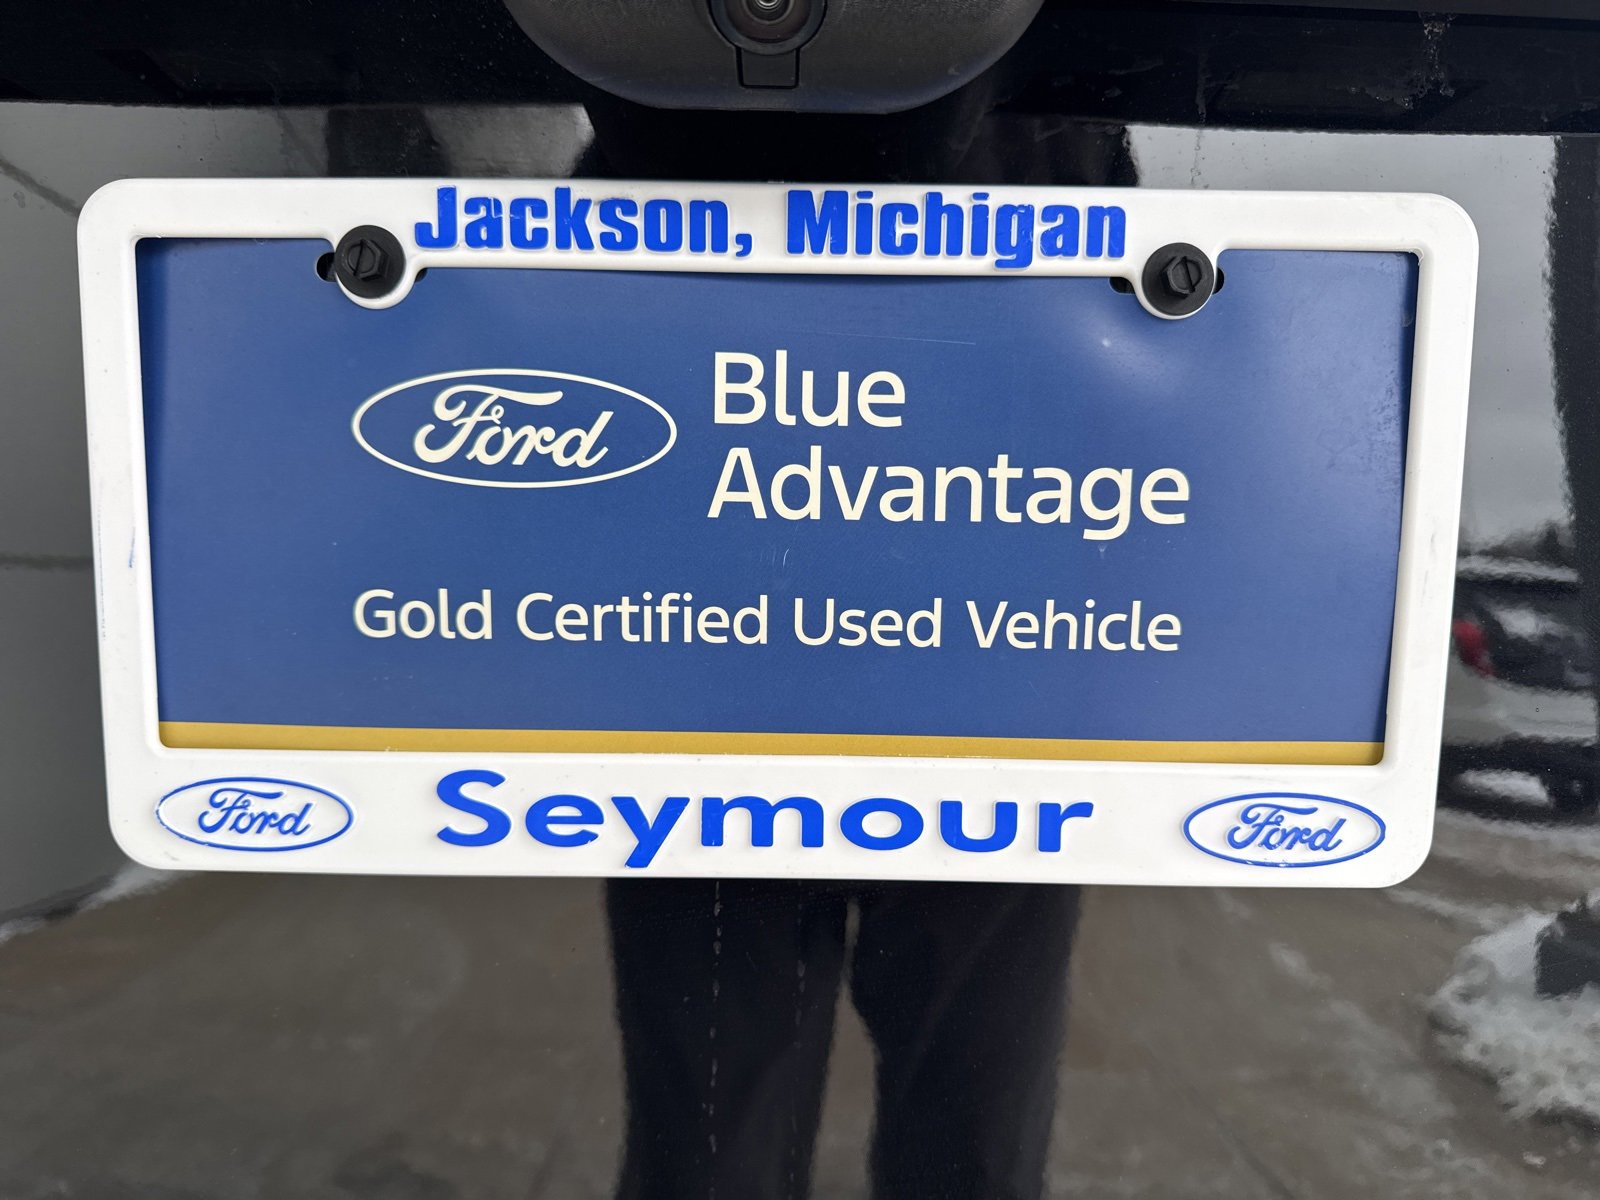 Jackson, Michigan
Ford
Blue
Advantage
Gold Certified Used Vehicle
Ford Seymour Ford